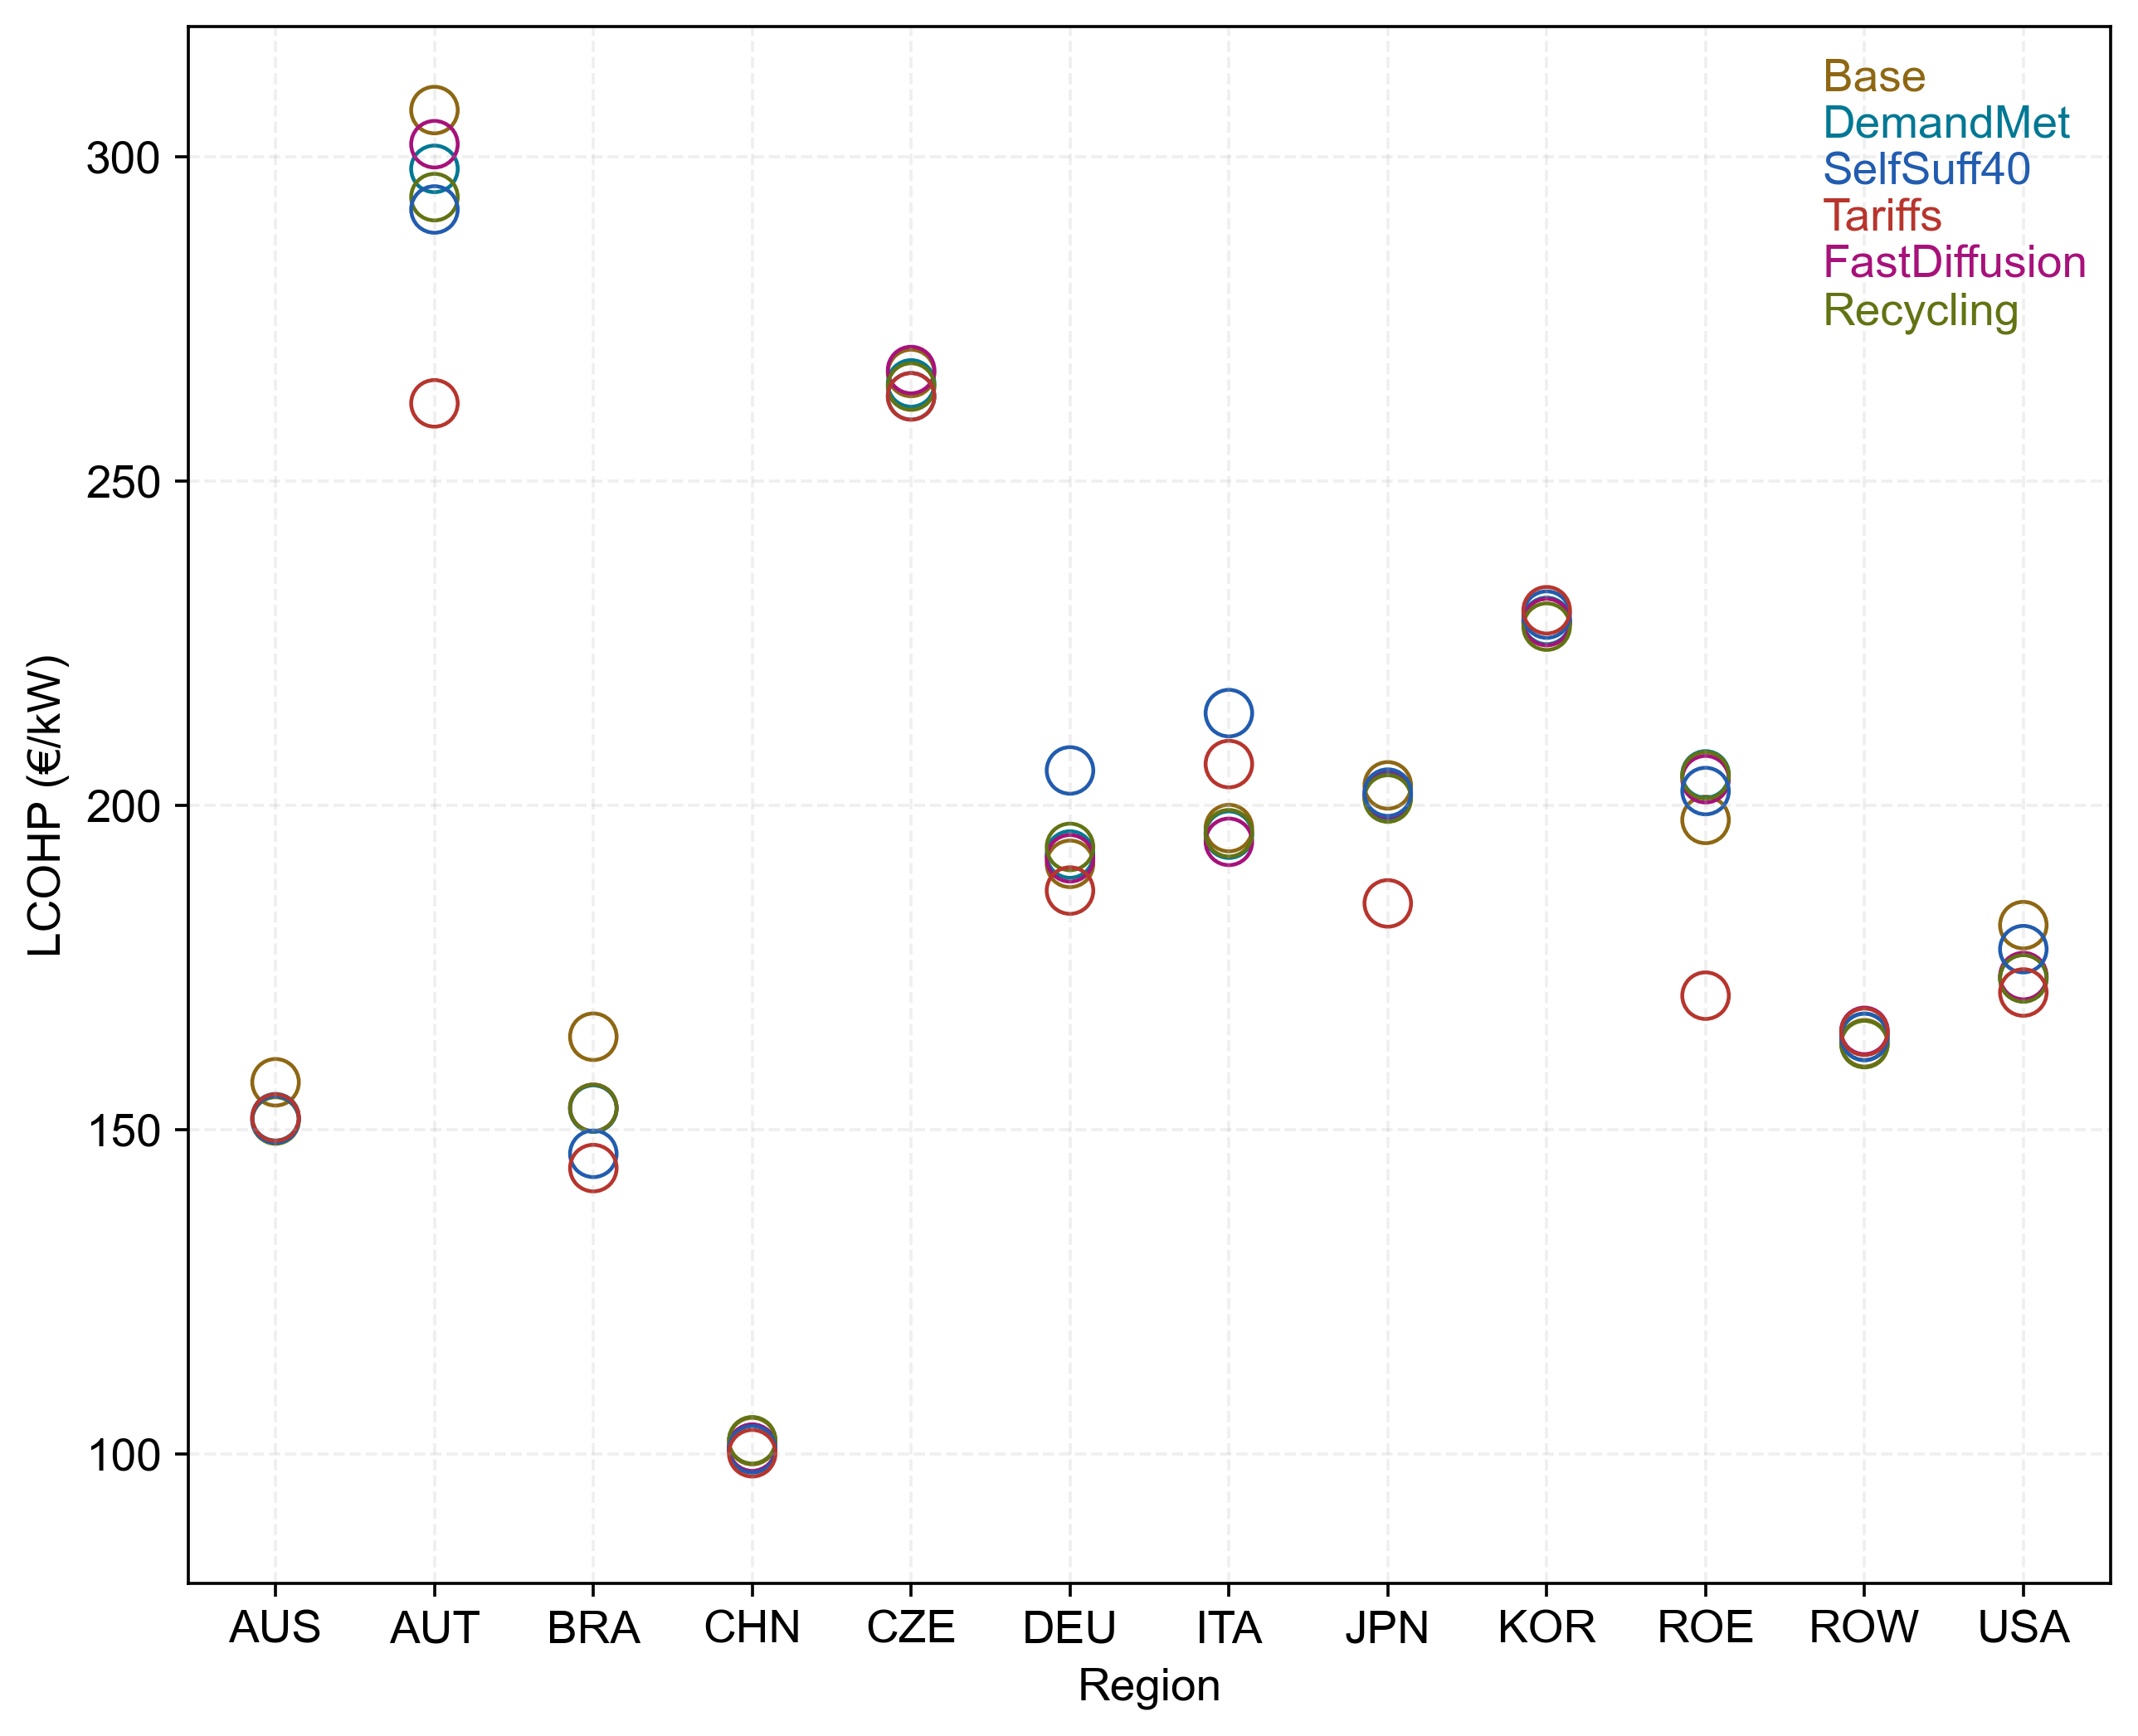 Base
DemandMet
SelfSuff40
Tariffs
FastDiffusion
Recycling
300
250
200
150
100
LCOHP (€/kW)
AUS AUT BRA CHN CZE DEU ITA JPN KOR ROE ROW USA
Region